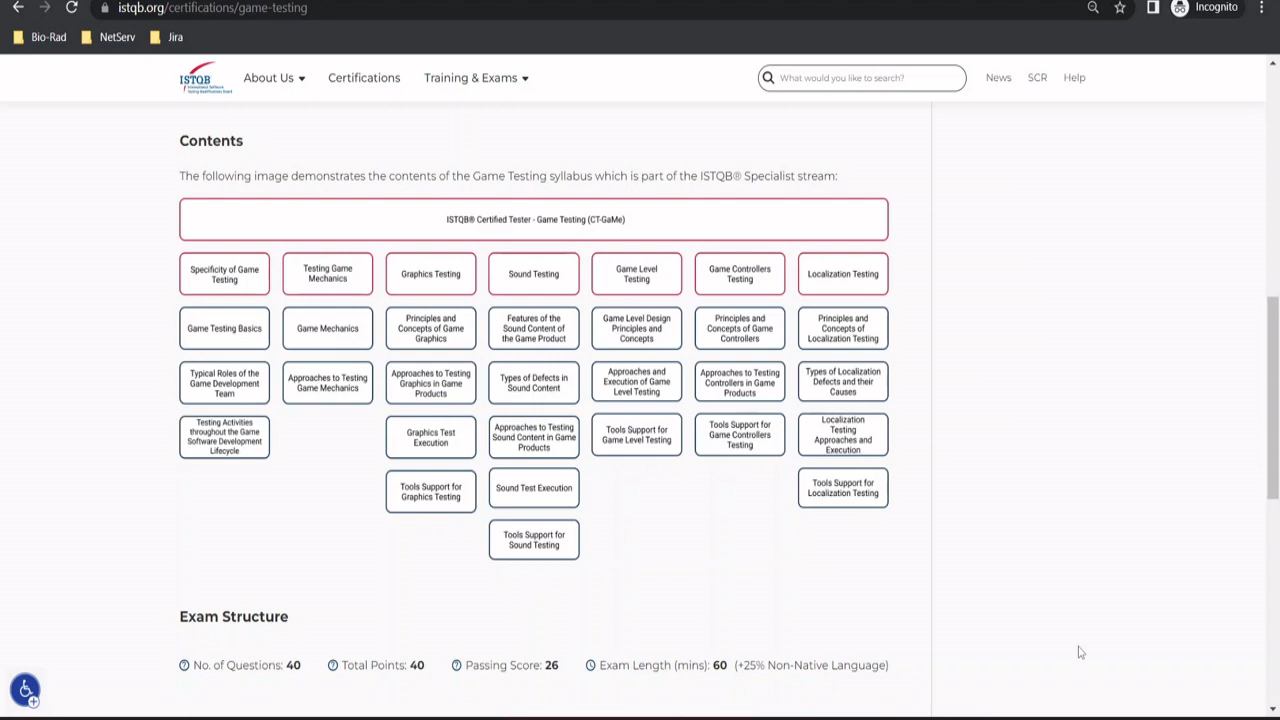 istqb.org/certifications/game-testing
Incognito
Bio-Rad
NetServ
Jira
ISTQB
International Software
Testing Qualifications Board
About Us
Certifications
Training & Exams
What would you like to search?
News
SCR
Help
Contents
The following image demonstrates the contents of the Game Testing syllabus which is part of the ISTQB® Specialist stream:
ISTQB® Certified Tester - Game Testing (CT-GaMe)
Specificity of Game
Testing
Testing Game
Mechanics
Graphics Testing
Sound Testing
Game Level
Testing
Game Controllers
Testing
Localization Testing
Game Testing Basics
Game Mechanics
Principles and
Concepts of Game
Graphics
Features of the
Sound Content of
the Game Product
Game Level Design
Principles and
Concepts
Principles and
Concepts of Game
Controllers
Principles and
Concepts of
Localization Testing
Typical Roles of the
Game Development
Team
Approaches to Testing
Game Mechanics
Approaches to Testing
Graphics in Game
Products
Types of Defects in
Sound Content
Approaches and
Execution of Game
Level Testing
Approaches to Testing
Controllers in Game
Products
Types of Localization
Defects and their
Causes
Testing Activities
throughout the Game
Software Development
Lifecycle
Graphics Test
Execution
Approaches to Testing
Sound Content in Game
Products
Tools Support for
Game Level Testing
Tools Support for
Game Controllers
Testing
Localization
Testing
Approaches and
Execution
Tools Support for
Graphics Testing
Sound Test Execution
Tools Support for
Localization Testing
Tools Support for
Sound Testing
Exam Structure
No. of Questions: 40
Total Points: 40
Passing Score: 26
Exam Length (mins): 60 (+25% Non-Native Language)